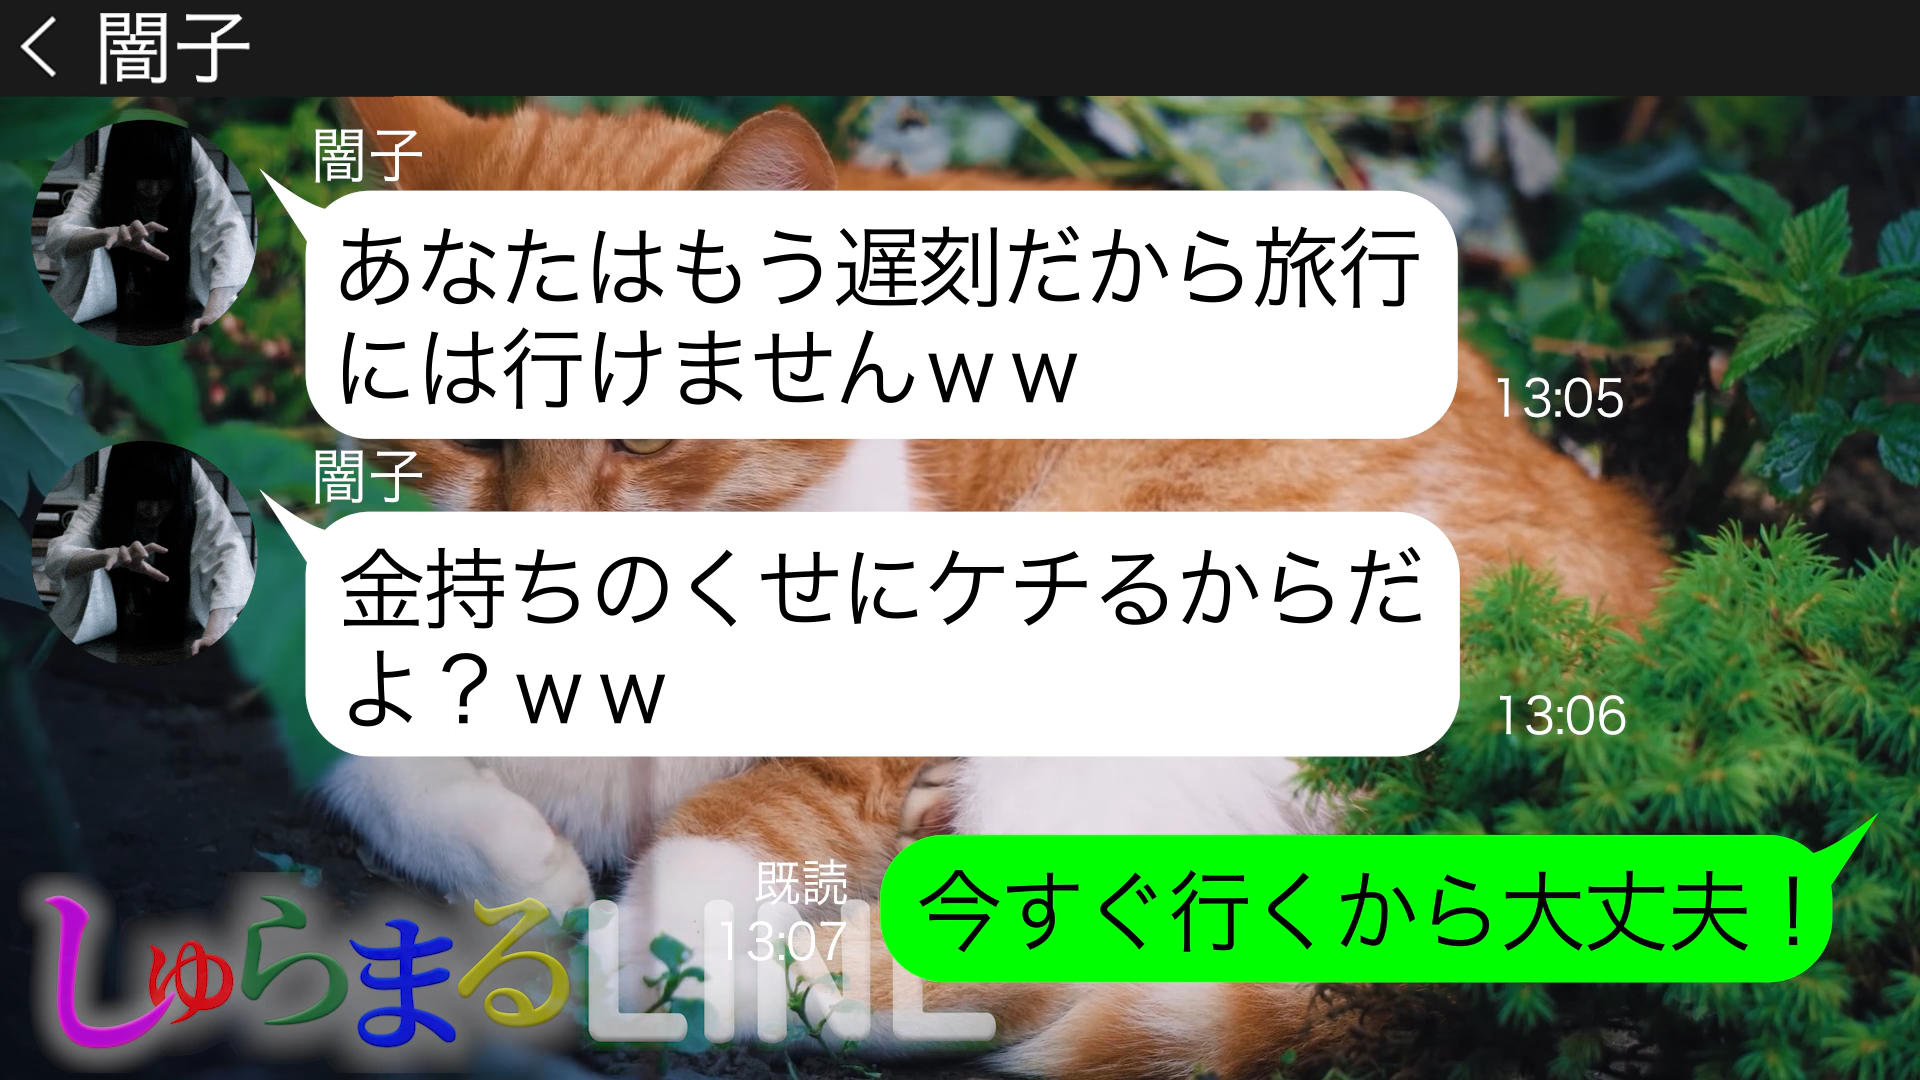 闇子
闇子
あなたはもう遅刻だから旅行
には行けませんｗｗ
13:05
闇子
金持ちのくせにケチるからだ
よ？ｗｗ
13:06
既読
13:07
今すぐ行くから大丈夫！
しゅらまるLINE